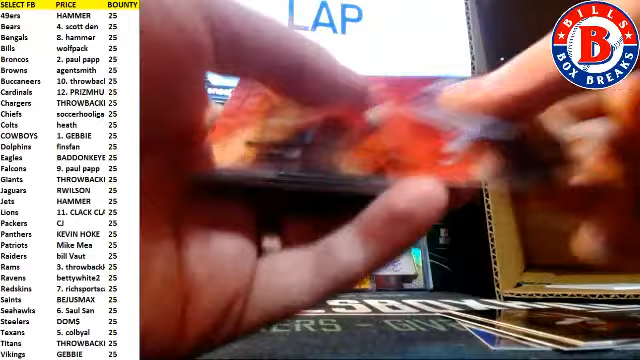 SELECT FB PRICE BOUNTY
49ers HAMMER 25
Bears 4. scott den 25
Bengals 8. hammer 25
Bills wolfpack 25
Broncos 2. paul papp 25
Browns agentsmith 25
Buccaneers 10. throwbacl 25
Cardinals 12. PRIZMHU 25
Chargers THROWBACKI 25
Chiefs soccerhooliga 25
Colts heath 25
COWBOYS 1. GEBBIE 25
Dolphins finsfan 25
Eagles BADDONKEYE 25
Falcons 9. paul papp 25
Giants THROWBACKI 25
Jaguars RWILSON 25
Jets HAMMER 25
Lions 11. CLACK CLA 25
Packers CJ 25
Panthers KEVIN HOKE 25
Patriots Mike Mea 25
Raiders bill Vaut 25
Rams 3. throwbackl 25
Ravens bettywhite2 25
Redskins 7. richsportsc 25
Saints BEJUSMAX 25
Seahawks 6. Saul San 25
Steelers DOMS 25
Texans 5. colbyal 25
Titans THROWBACKI 25
Vikings GEBBIE 25
LAP
BILLS
B
BOX BREAKS